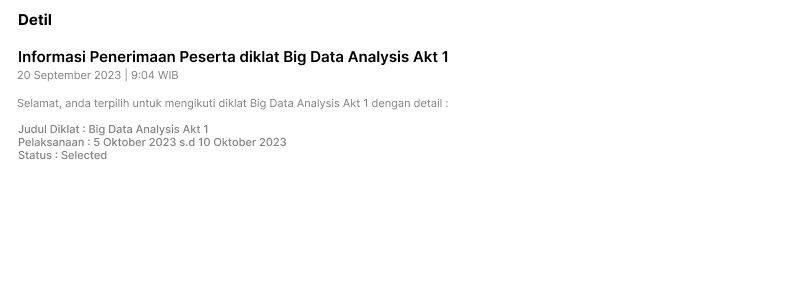 Detil
Informasi Penerimaan Peserta diklat Big Data Analysis Akt 1
20 September 2023 | 9:04 WIB
Selamat, anda terpilih untuk mengikuti diklat Big Data Analysis Akt 1 dengan detail :
Judul Diklat : Big Data Analysis Akt 1
Pelaksanaan : 5 Oktober 2023 s.d 10 Oktober 2023
Status : Selected